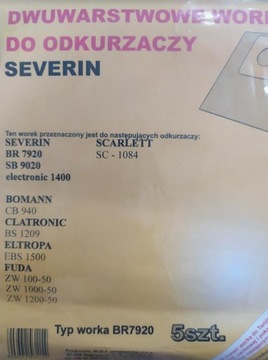 DWUWARSTWOWE WORK
DO ODKURZACZY
SEVERIN
Ten worek przeznaczony jest do następujących odkurzaczy:
SEVERIN SCARLETT
BR 7920 SC - 1084
SB 9020
electronic 1400
BOMANN
CB 940
CLATRONIC
BS 1209
ELTROPA
EBS 1500
FUDA
ZW 100-50
ZW 1000-50
ZW 1200-50
Typ worka BR7920 5szt.